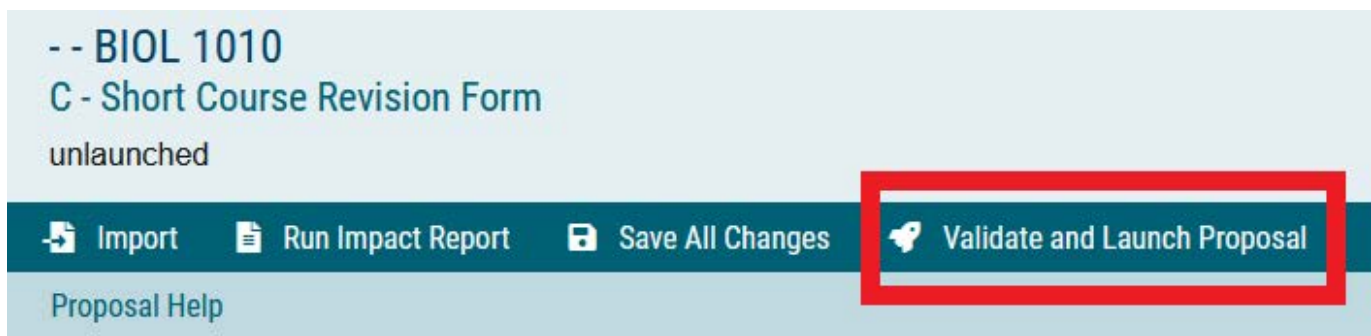 - - BIOL 1010
C - Short Course Revision Form
unlaunched
Import Run Impact Report Save All Changes Validate and Launch Proposal
Proposal Help